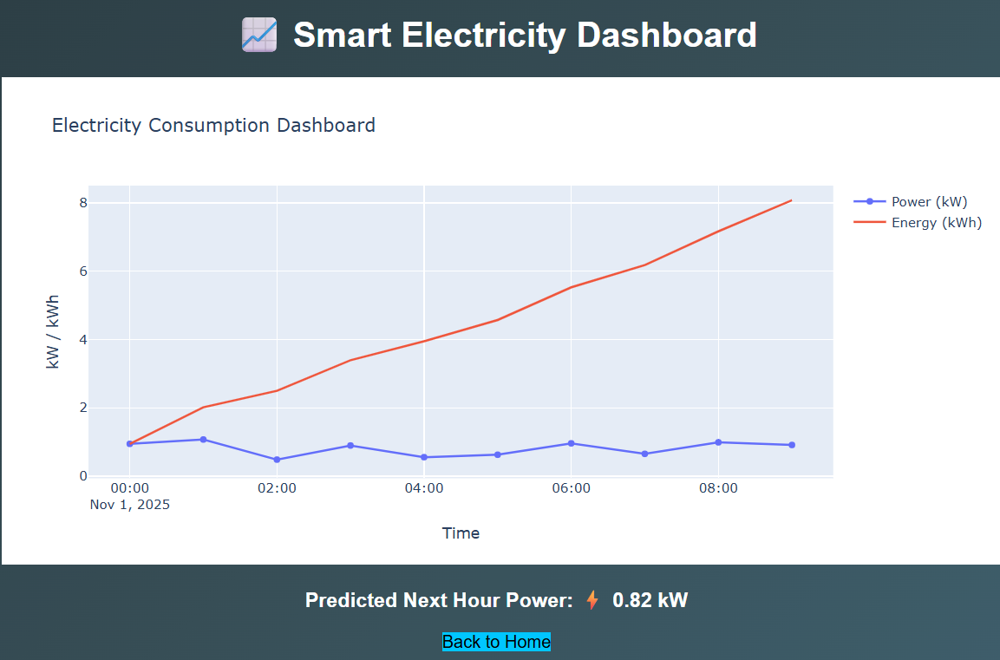 Smart Electricity Dashboard
Electricity Consumption Dashboard
Power (kW)
Energy (kWh)
8
6
4
2
0
kW / kWh
00:00
02:00
04:00
06:00
08:00
Nov 1, 2025
Time
Predicted Next Hour Power: ⚡ 0.82 kW
Back to Home